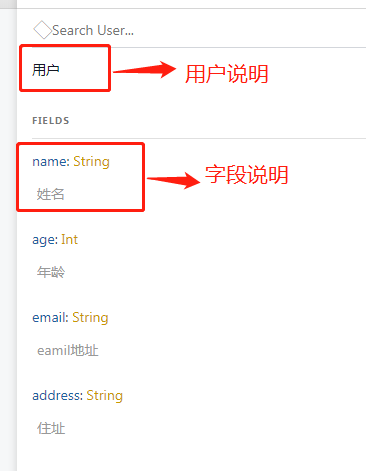 Search User...
用户
用户说明
FIELDS
name: String
字段说明
姓名
age: Int
年龄
email: String
eamil地址
address: String
住址